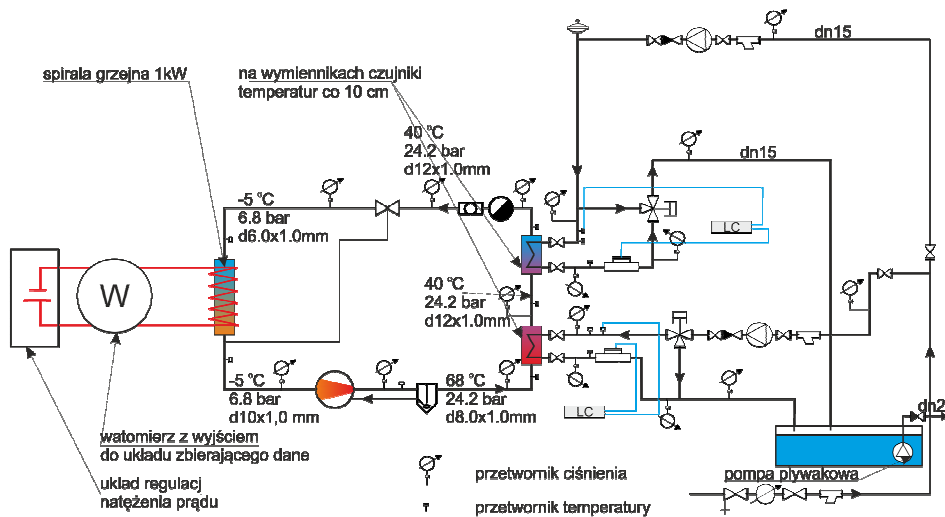 dn15
spirala grzejna 1kW
na wymiennikach czujniki
temperatur co 10 cm
40 °C
24.2 bar
d12x1.0mm
dn15
-5 °C
6.8 bar
d6.0x1.0mm
LC
W
40 °C
24.2 bar
d12x1.0mm
-5 °C
6.8 bar
d10x1,0 mm
68 °C
24.2 bar
d8.0x1.0mm
LC
dn2
watomierz z wyjściem
do układu zbierającego dane
układ regulacj
natężenia prądu
pompa pływakowa
przetwornik ciśnienia
przetwornik temperatury